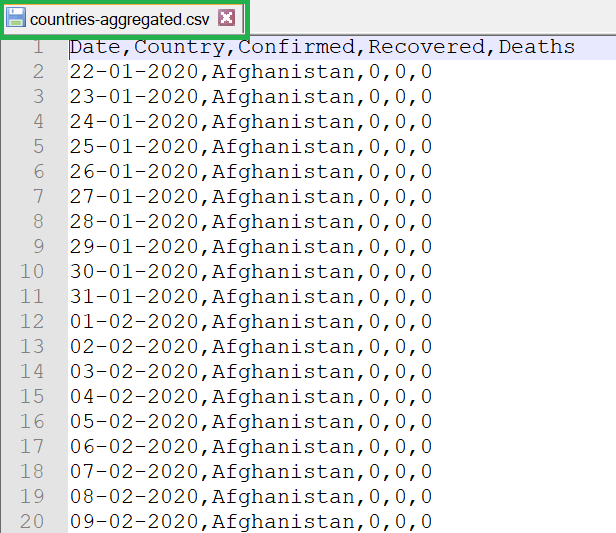 countries-aggregated.csv
1 Date,Country,Confirmed,Recovered,Deaths
2 22-01-2020,Afghanistan,0,0,0
3 23-01-2020,Afghanistan,0,0,0
4 24-01-2020,Afghanistan,0,0,0
5 25-01-2020,Afghanistan,0,0,0
6 26-01-2020,Afghanistan,0,0,0
7 27-01-2020,Afghanistan,0,0,0
8 28-01-2020,Afghanistan,0,0,0
9 29-01-2020,Afghanistan,0,0,0
10 30-01-2020,Afghanistan,0,0,0
11 31-01-2020,Afghanistan,0,0,0
12 01-02-2020,Afghanistan,0,0,0
13 02-02-2020,Afghanistan,0,0,0
14 03-02-2020,Afghanistan,0,0,0
15 04-02-2020,Afghanistan,0,0,0
16 05-02-2020,Afghanistan,0,0,0
17 06-02-2020,Afghanistan,0,0,0
18 07-02-2020,Afghanistan,0,0,0
19 08-02-2020,Afghanistan,0,0,0
20 09-02-2020,Afghanistan,0,0,0